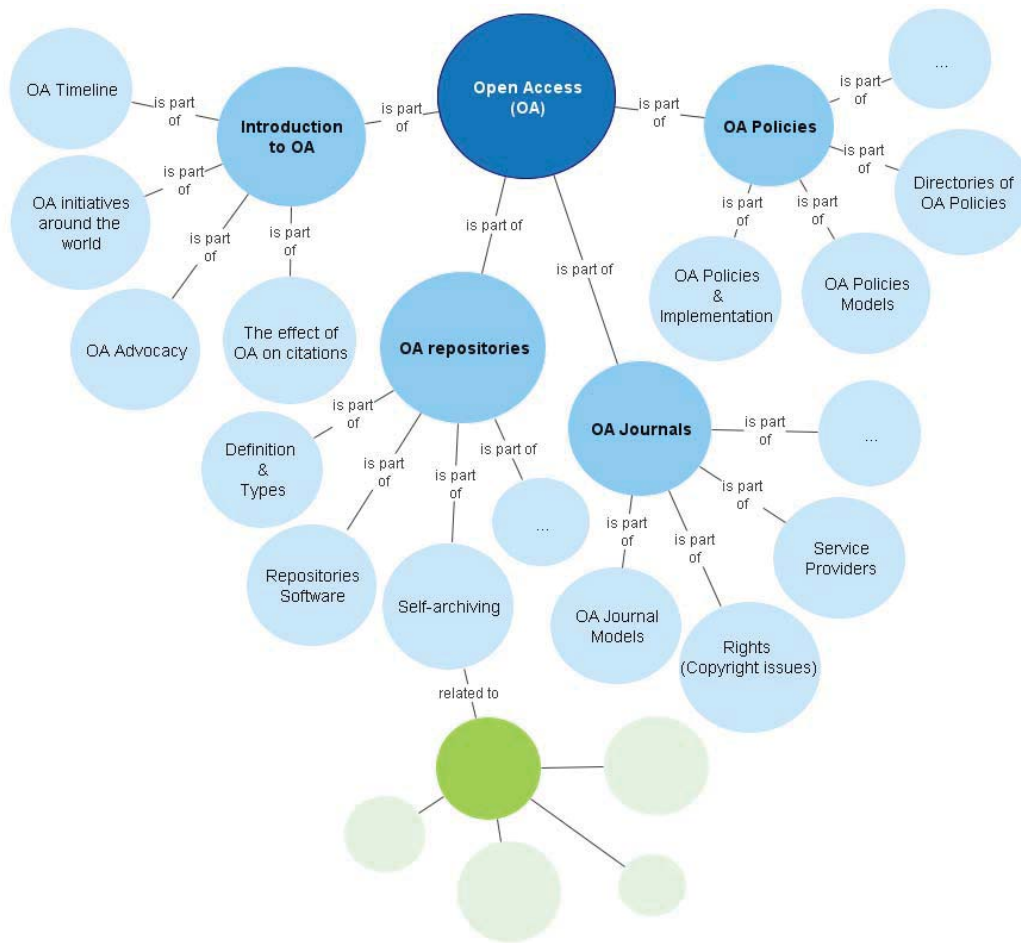 Open Access
(OA)
is part
of
Introduction
to OA
is part
of
OA Timeline
is part
of
OA initiatives
around the
world
is part
of
OA Advocacy
is part
of
The effect of
OA on citations
is part
of
OA Policies
is part
of
...
is part
of
Directories of
OA Policies
is part
of
OA Policies
Models
is part
of
OA Policies
&
Implementation
is part of
OA repositories
is part
of
Definition
&
Types
is part
of
Repositories
Software
is part
of
Self-archiving
is part of
...
is part of
OA Journals
is part
of
...
is part
of
Service
Providers
is part
of
Rights
(Copyright issues)
is part
of
OA Journal
Models
related to